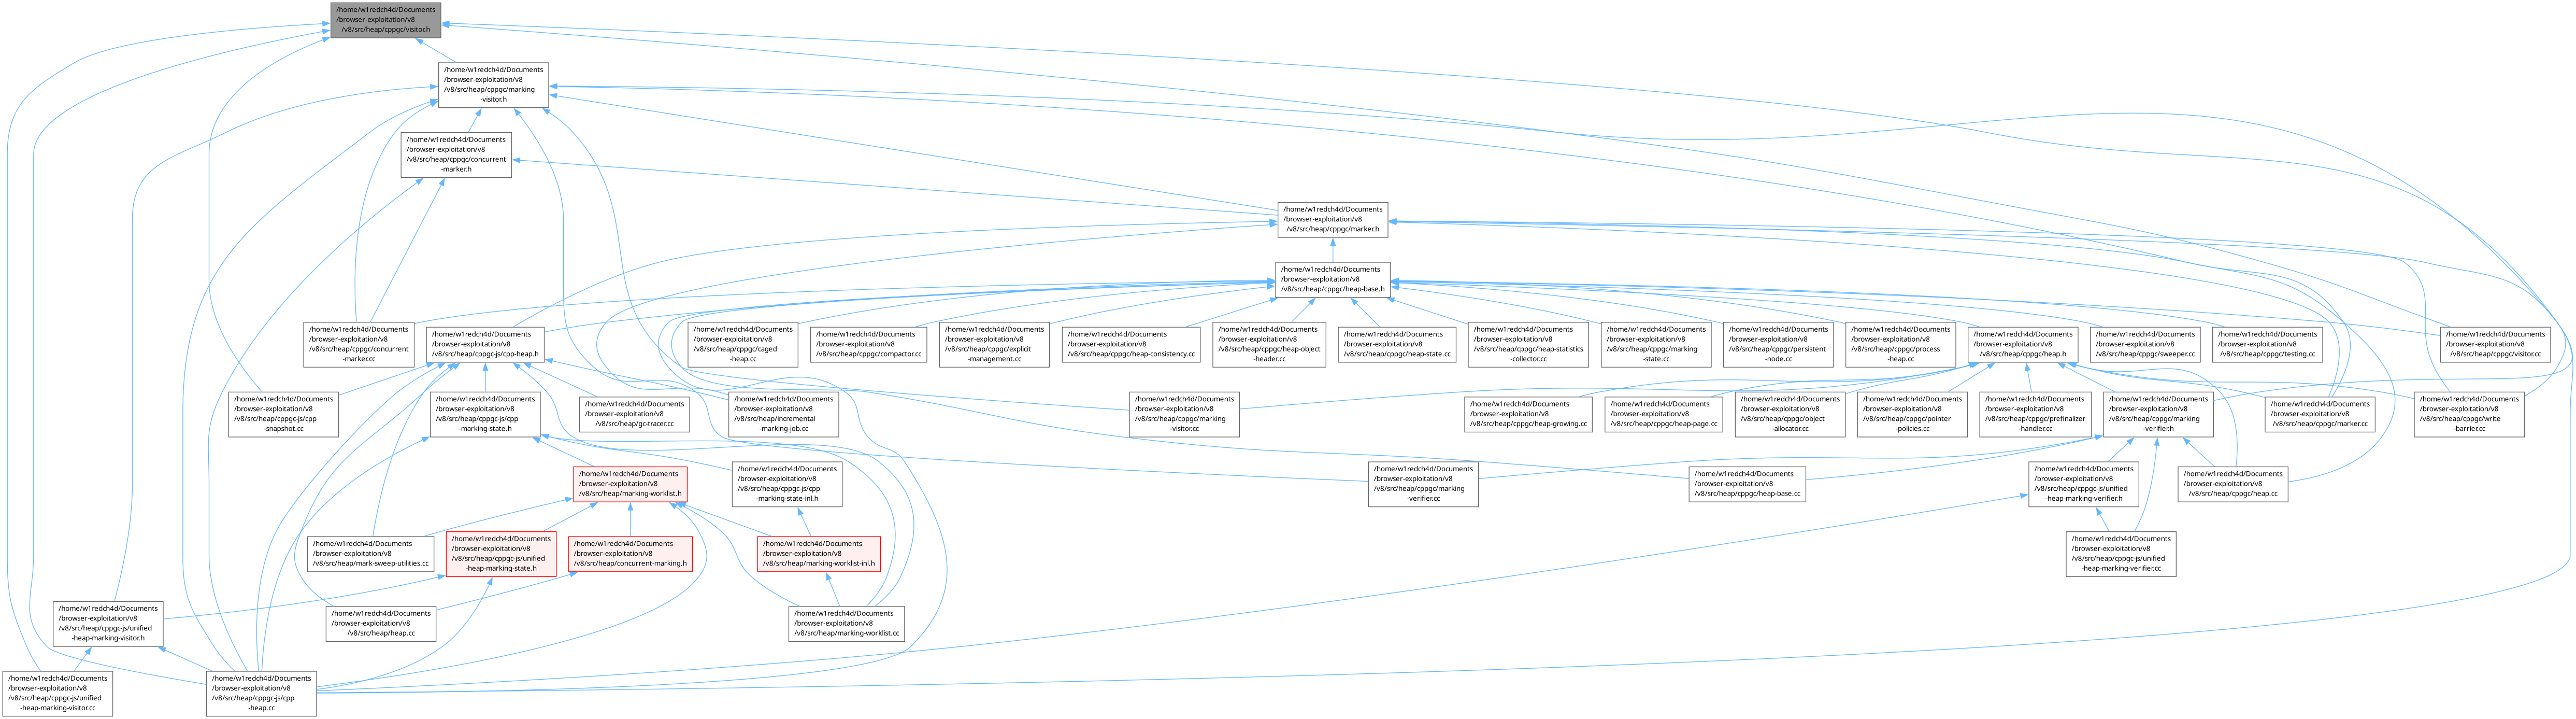 /home/w1redch4d/Documents
/browser-exploitation/v8
/v8/src/heap/cppgc/visitor.h
/home/w1redch4d/Documents
/browser-exploitation/v8
/v8/src/heap/cppgc/marking
-visitor.h
/home/w1redch4d/Documents
/browser-exploitation/v8
/v8/src/heap/cppgc/concurrent
-marker.h
/home/w1redch4d/Documents
/browser-exploitation/v8
/v8/src/heap/cppgc/marker.h
/home/w1redch4d/Documents
/browser-exploitation/v8
/v8/src/heap/cppgc/heap-base.h
/home/w1redch4d/Documents
/browser-exploitation/v8
/v8/src/heap/cppgc/concurrent
-marker.cc
/home/w1redch4d/Documents
/browser-exploitation/v8
/v8/src/heap/cppgc-js/cpp-heap.h
/home/w1redch4d/Documents
/browser-exploitation/v8
/v8/src/heap/cppgc/caged
-heap.cc
/home/w1redch4d/Documents
/browser-exploitation/v8
/v8/src/heap/cppgc/compactor.cc
/home/w1redch4d/Documents
/browser-exploitation/v8
/v8/src/heap/cppgc/explicit
-management.cc
/home/w1redch4d/Documents
/browser-exploitation/v8
/v8/src/heap/cppgc/heap-consistency.cc
/home/w1redch4d/Documents
/browser-exploitation/v8
/v8/src/heap/cppgc/heap-object
-header.cc
/home/w1redch4d/Documents
/browser-exploitation/v8
/v8/src/heap/cppgc/heap-state.cc
/home/w1redch4d/Documents
/browser-exploitation/v8
/v8/src/heap/cppgc/heap-statistics
-collector.cc
/home/w1redch4d/Documents
/browser-exploitation/v8
/v8/src/heap/cppgc/marking
-state.cc
/home/w1redch4d/Documents
/browser-exploitation/v8
/v8/src/heap/cppgc/persistent
-node.cc
/home/w1redch4d/Documents
/browser-exploitation/v8
/v8/src/heap/cppgc/process
-heap.cc
/home/w1redch4d/Documents
/browser-exploitation/v8
/v8/src/heap/cppgc/heap.h
/home/w1redch4d/Documents
/browser-exploitation/v8
/v8/src/heap/cppgc/sweeper.cc
/home/w1redch4d/Documents
/browser-exploitation/v8
/v8/src/heap/cppgc/testing.cc
/home/w1redch4d/Documents
/browser-exploitation/v8
/v8/src/heap/cppgc/visitor.cc
/home/w1redch4d/Documents
/browser-exploitation/v8
/v8/src/heap/cppgc-js/cpp
-snapshot.cc
/home/w1redch4d/Documents
/browser-exploitation/v8
/v8/src/heap/cppgc-js/cpp
-marking-state.h
/home/w1redch4d/Documents
/browser-exploitation/v8
/v8/src/heap/gc-tracer.cc
/home/w1redch4d/Documents
/browser-exploitation/v8
/v8/src/heap/incremental
-marking-job.cc
/home/w1redch4d/Documents
/browser-exploitation/v8
/v8/src/heap/cppgc/marking
-visitor.cc
/home/w1redch4d/Documents
/browser-exploitation/v8
/v8/src/heap/cppgc/heap-growing.cc
/home/w1redch4d/Documents
/browser-exploitation/v8
/v8/src/heap/cppgc/heap-page.cc
/home/w1redch4d/Documents
/browser-exploitation/v8
/v8/src/heap/cppgc/object
-allocator.cc
/home/w1redch4d/Documents
/browser-exploitation/v8
/v8/src/heap/cppgc/pointer
-policies.cc
/home/w1redch4d/Documents
/browser-exploitation/v8
/v8/src/heap/cppgc/prefinalizer
-handler.cc
/home/w1redch4d/Documents
/browser-exploitation/v8
/v8/src/heap/cppgc/marking
-verifier.h
/home/w1redch4d/Documents
/browser-exploitation/v8
/v8/src/heap/cppgc/marker.cc
/home/w1redch4d/Documents
/browser-exploitation/v8
/v8/src/heap/cppgc/write
-barrier.cc
/home/w1redch4d/Documents
/browser-exploitation/v8
/v8/src/heap/marking-worklist.h
/home/w1redch4d/Documents
/browser-exploitation/v8
/v8/src/heap/cppgc-js/cpp
-marking-state-inl.h
/home/w1redch4d/Documents
/browser-exploitation/v8
/v8/src/heap/cppgc/marking
-verifier.cc
/home/w1redch4d/Documents
/browser-exploitation/v8
/v8/src/heap/cppgc/heap-base.cc
/home/w1redch4d/Documents
/browser-exploitation/v8
/v8/src/heap/cppgc-js/unified
-heap-marking-verifier.h
/home/w1redch4d/Documents
/browser-exploitation/v8
/v8/src/heap/cppgc/heap.cc
/home/w1redch4d/Documents
/browser-exploitation/v8
/v8/src/heap/mark-sweep-utilities.cc
/home/w1redch4d/Documents
/browser-exploitation/v8
/v8/src/heap/cppgc-js/unified
-heap-marking-state.h
/home/w1redch4d/Documents
/browser-exploitation/v8
/v8/src/heap/concurrent-marking.h
/home/w1redch4d/Documents
/browser-exploitation/v8
/v8/src/heap/marking-worklist-inl.h
/home/w1redch4d/Documents
/browser-exploitation/v8
/v8/src/heap/cppgc-js/unified
-heap-marking-verifier.cc
/home/w1redch4d/Documents
/browser-exploitation/v8
/v8/src/heap/cppgc-js/unified
-heap-marking-visitor.h
/home/w1redch4d/Documents
/browser-exploitation/v8
/v8/src/heap/heap.cc
/home/w1redch4d/Documents
/browser-exploitation/v8
/v8/src/heap/marking-worklist.cc
/home/w1redch4d/Documents
/browser-exploitation/v8
/v8/src/heap/cppgc-js/unified
-heap-marking-visitor.cc
/home/w1redch4d/Documents
/browser-exploitation/v8
/v8/src/heap/cppgc-js/cpp
-heap.cc